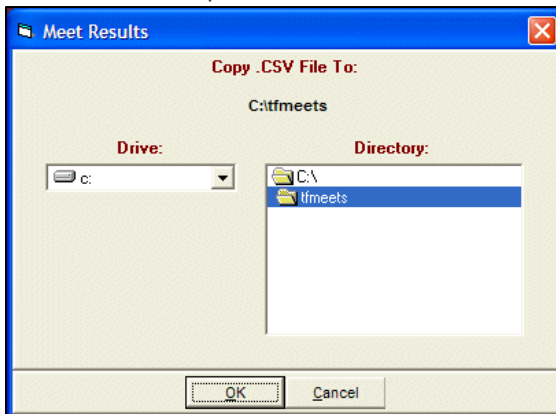 Meet Results
Copy .CSV File To:
C:\tfmeets
Drive:
Directory:
c:
C:\
tfmeets
OK
Cancel